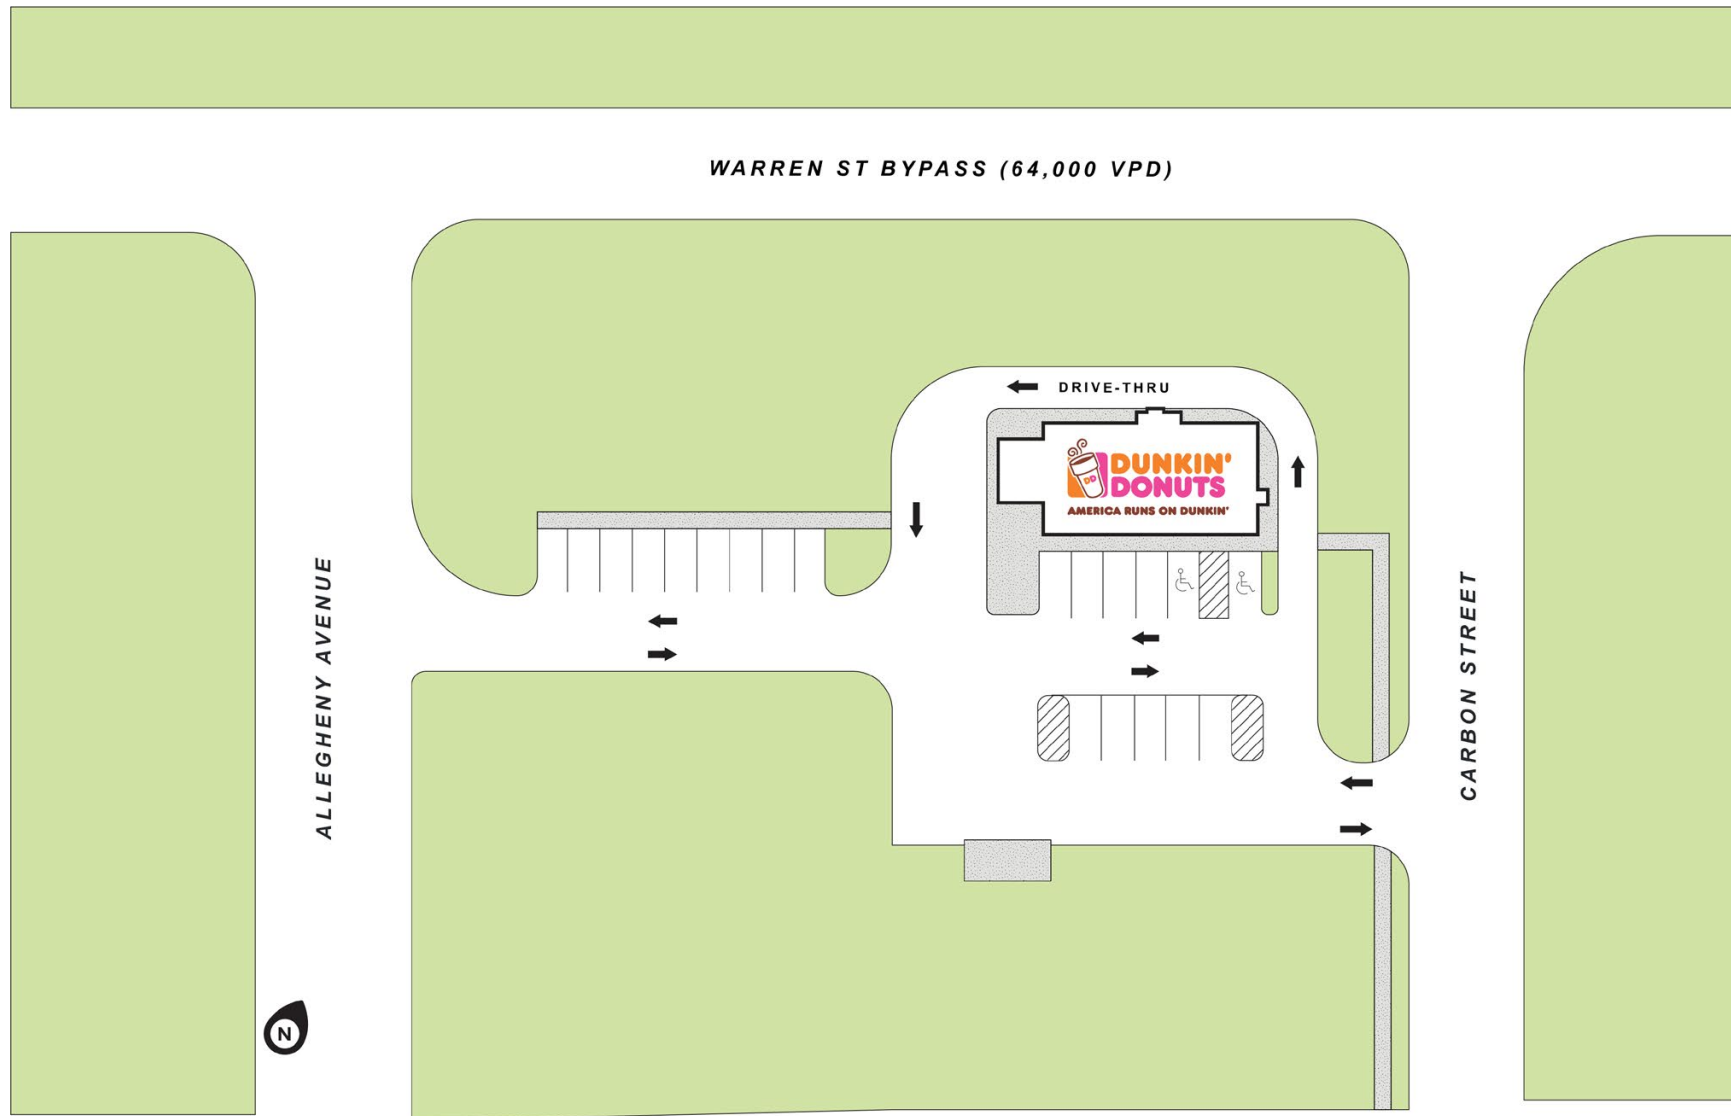 WARREN ST BYPASS (64,000 VPD)
DRIVE-THRU
DD
DUNKIN'
DONUTS
AMERICA RUNS ON DUNKIN'
ALLEGHENY AVENUE
CARBON STREET
N